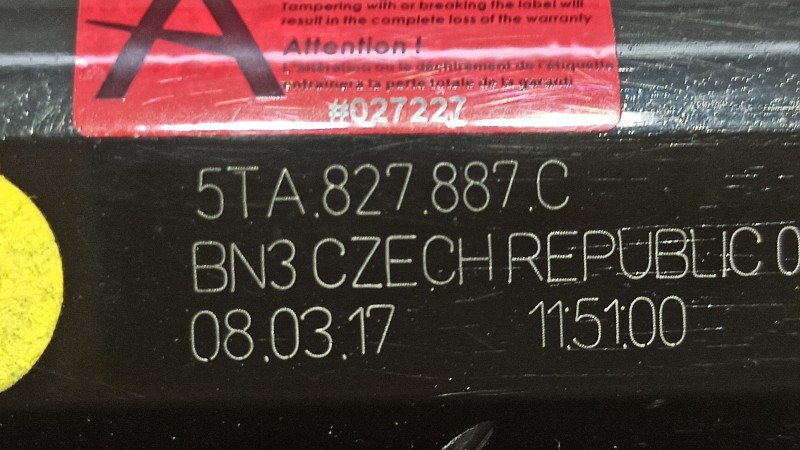 Tampering with or breaking the label will
result in the complete loss of the warranty
Attention !
L'altération ou le déchirement de l'étiquette
entraînera la perte totale de la garanti
#027227
5TA.827.887.C
BN3 CZECH REPUBLIC 0
08.03.17 11:51:00